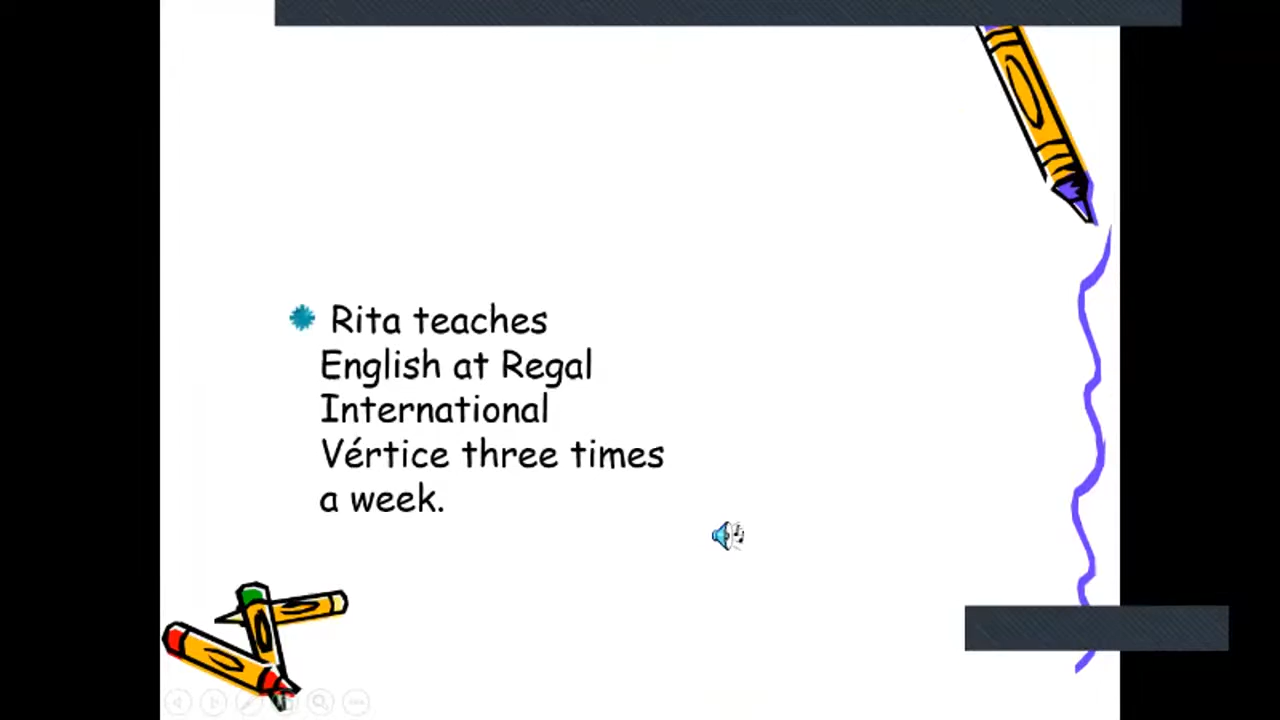 Rita teaches
English at Regal
International
Vértice three times
a week.